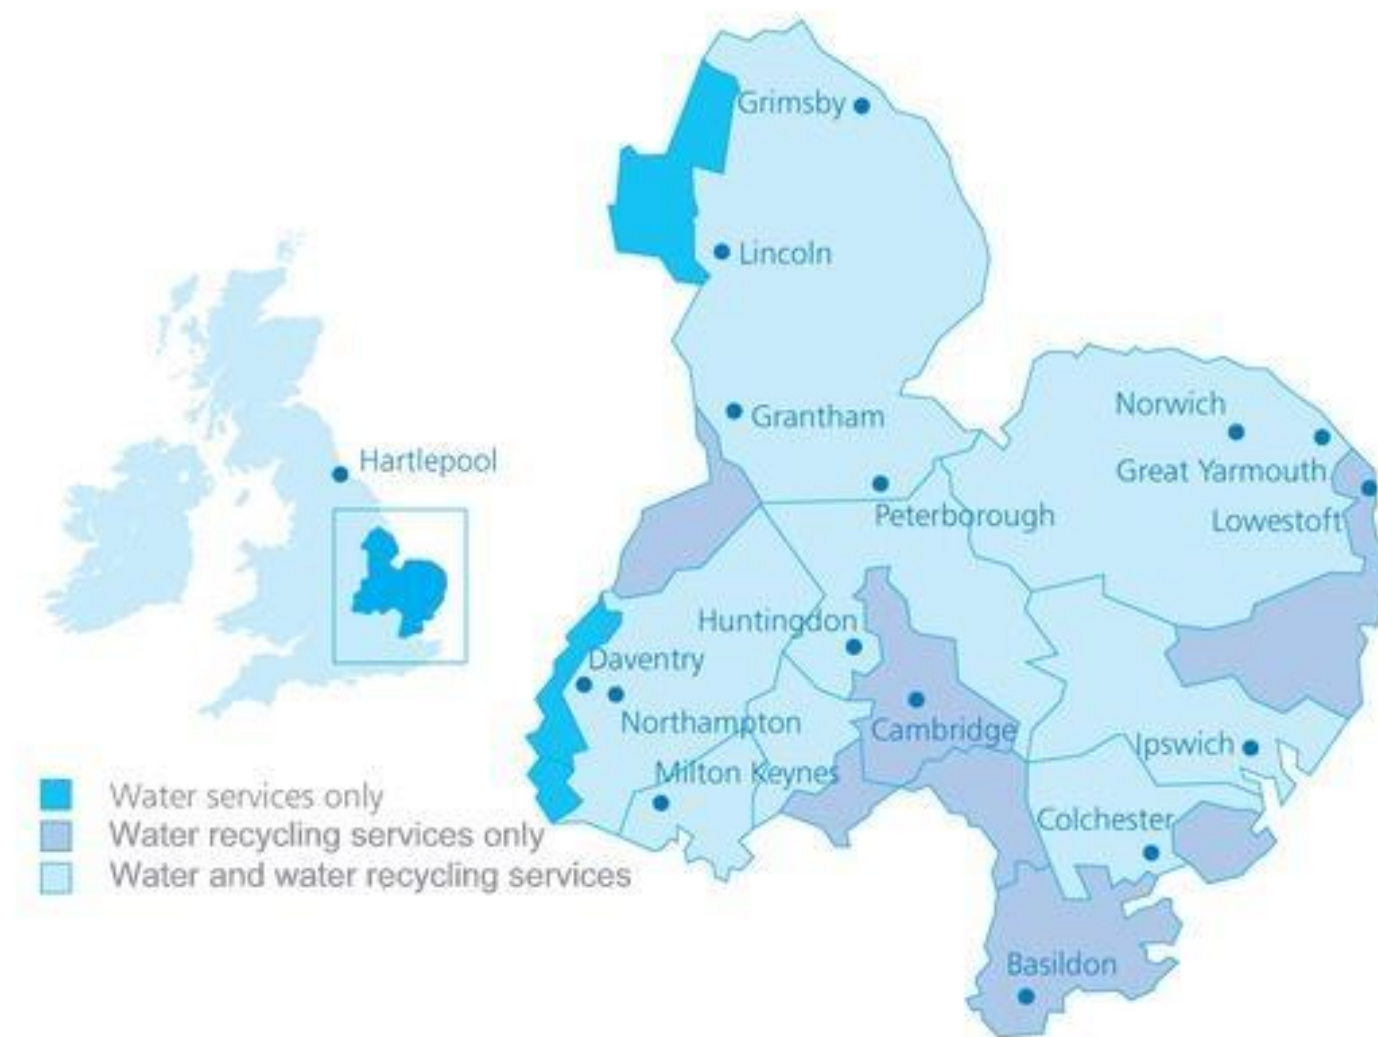 Grimsby
Lincoln
Grantham
Norwich
Hartlepool
Great Yarmouth
Peterborough
Lowestoft
Huntingdon
Daventry
Northampton
Cambridge
Ipswich
Milton Keynes
Water services only
Colchester
Water recycling services only
Water and water recycling services
Basildon